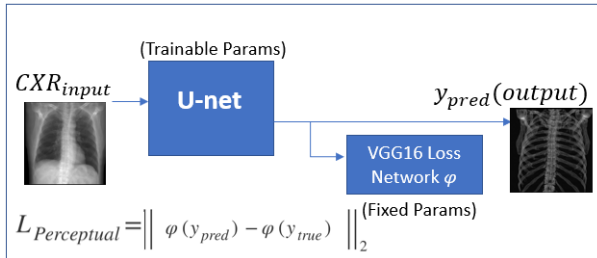 (Trainable Params)
CXR_input
U-net
y_pred(output)
VGG16 Loss
Network φ
(Fixed Params)
L_Perceptual=‖ φ(y_pred)−φ(y_true) ‖_2